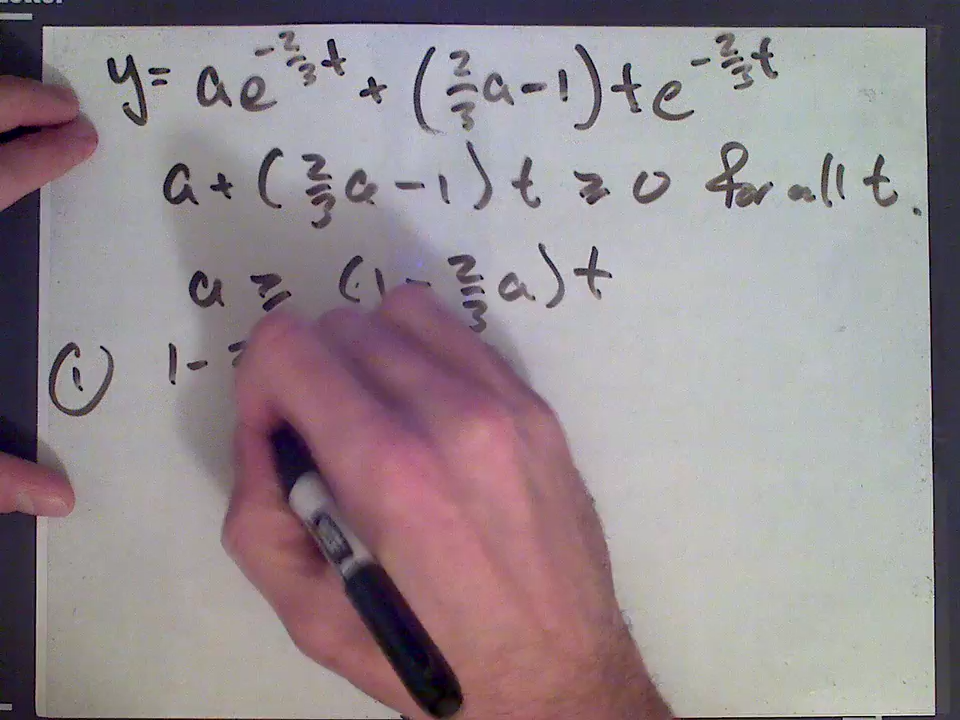 y = ae^{-2/3 t} + (2/3 a - 1) t e^{-2/3 t}
a + (2/3 a - 1) t ≥ 0 for all t.
a ≥ (1 - 2/3 a) t
① 1 -